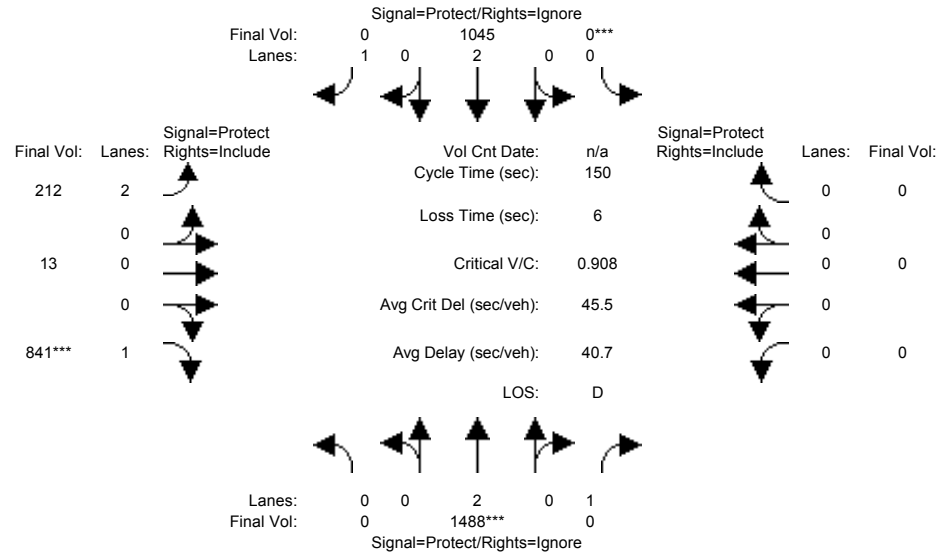 Signal=Protect/Rights=Ignore
Final Vol: 0 1045 0***
Lanes: 1 0 2 0 0
Signal=Protect
Final Vol: Lanes: Rights=Include
Vol Cnt Date: n/a
Signal=Protect
Rights=Include Lanes: Final Vol:
Cycle Time (sec): 150
212 2
0 0
Loss Time (sec): 6
0
0
13 0
Critical V/C: 0.908
0 0
0
Avg Crit Del (sec/veh): 45.5
0
841*** 1
Avg Delay (sec/veh): 40.7
0 0
LOS: D
Lanes: 0 0 2 0 1
Final Vol: 0 1488*** 0
Signal=Protect/Rights=Ignore